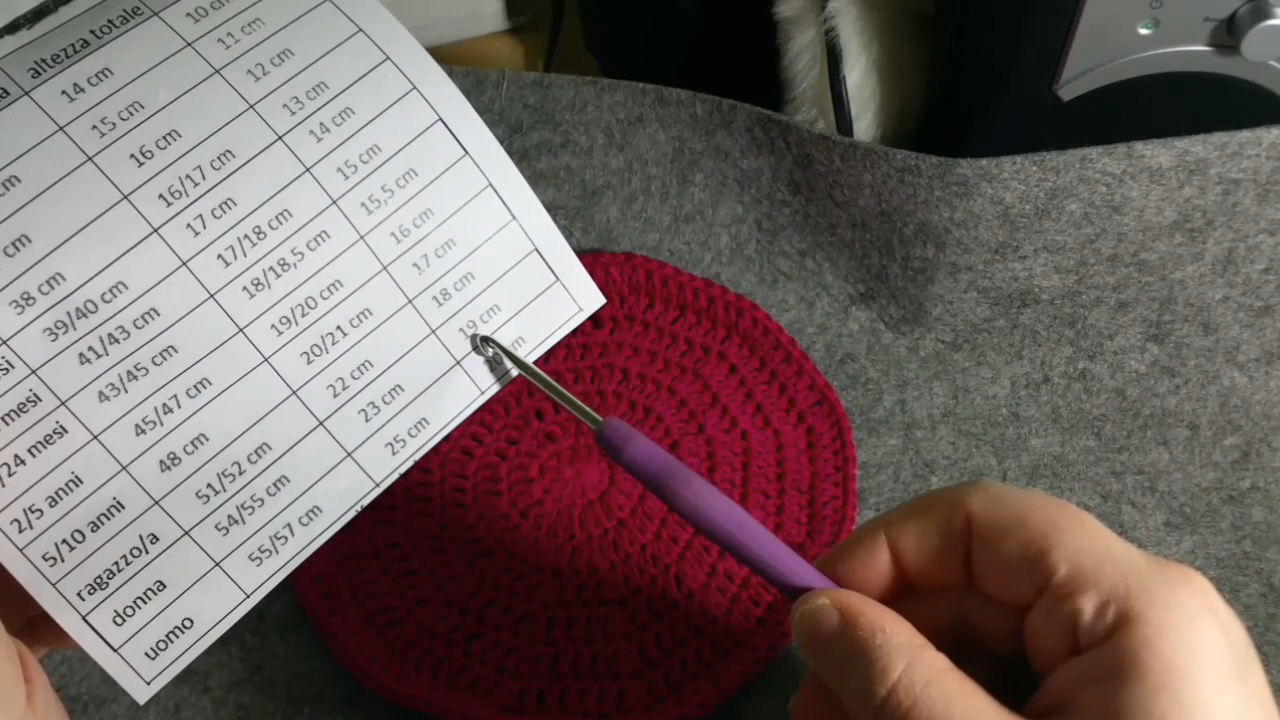 altezza totale
14 cm 10 cm
cm 15 cm 11 cm
cm 16 cm 12 cm
38 cm 16/17 cm 13 cm
39/40 cm 17 cm 14 cm
mesi 41/43 cm 17/18 cm 15 cm
/24 mesi 43/45 cm 18/18,5 cm 15,5 cm
2/5 anni 45/47 cm 19/20 cm 16 cm
5/10 anni 48 cm 20/21 cm 17 cm
ragazzo/a 51/52 cm 22 cm 18 cm
donna 54/55 cm 23 cm 19 cm
uomo 55/57 cm 25 cm